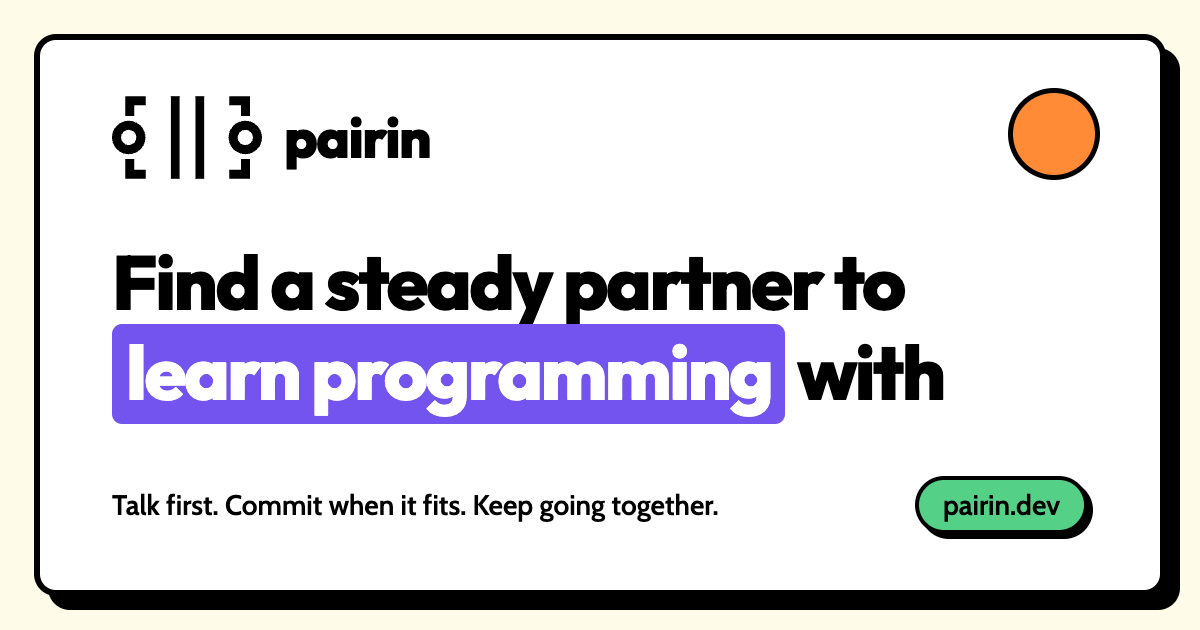 pairin
Find a steady partner to
learn programming with
Talk first. Commit when it fits. Keep going together.
pairin.dev